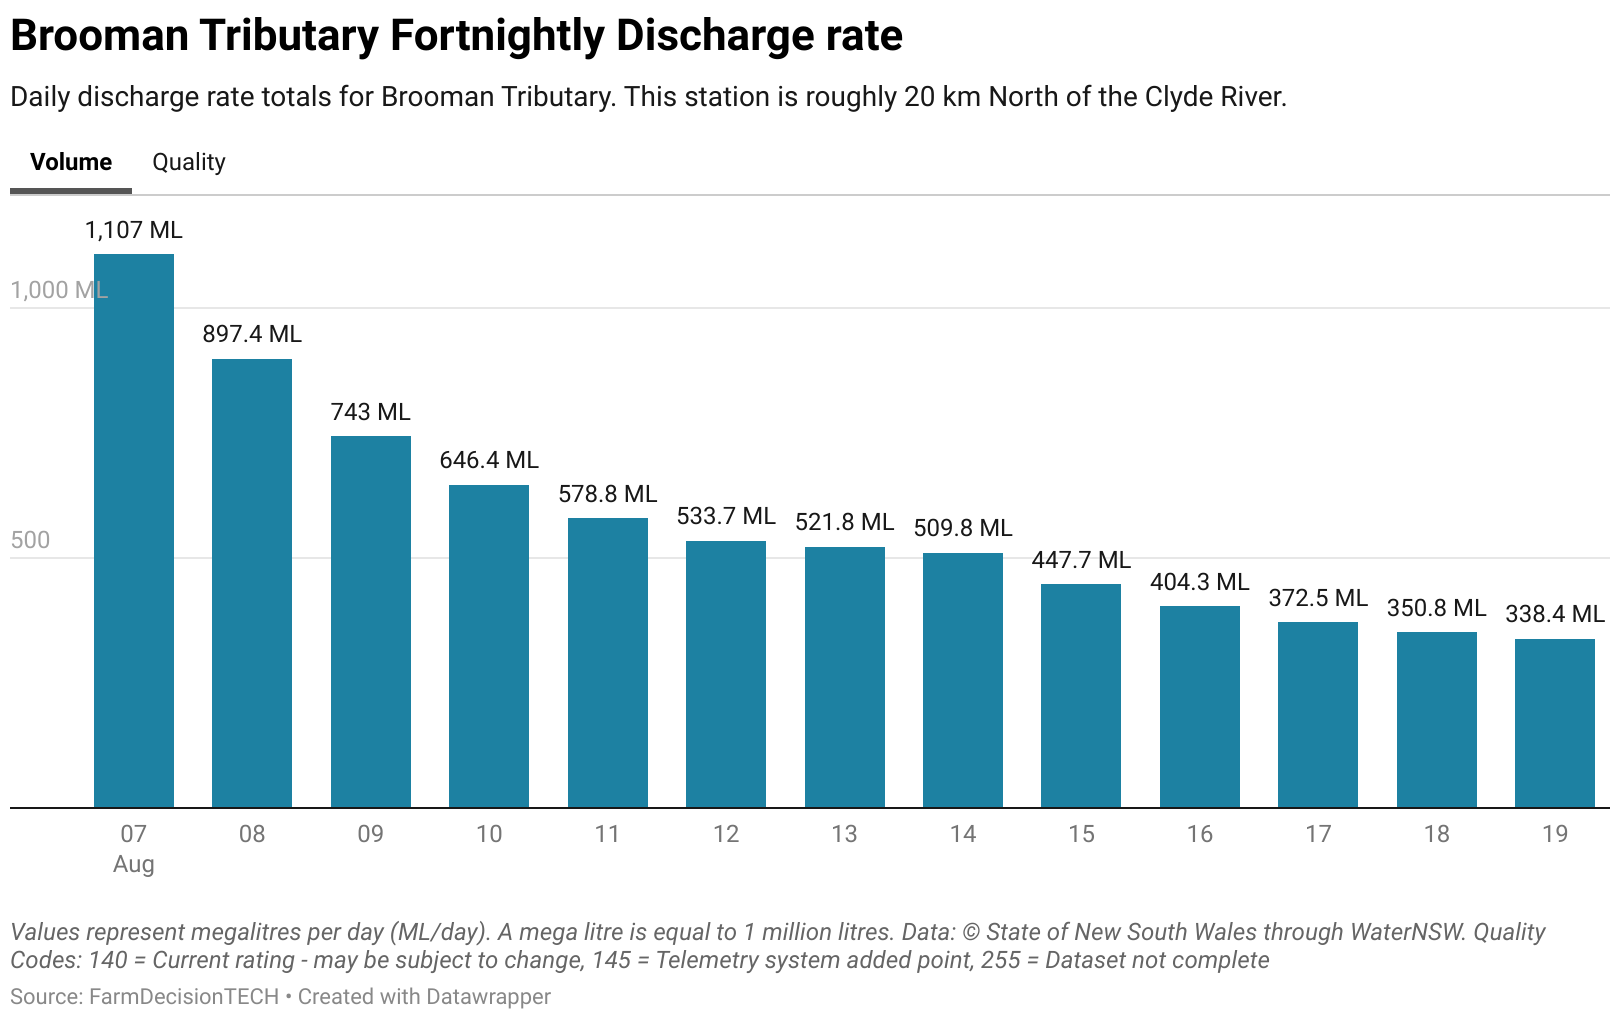 Brooman Tributary Fortnightly Discharge rate
Daily discharge rate totals for Brooman Tributary. This station is roughly 20 km North of the Clyde River.
Volume Quality
1,107 ML
1,000 ML
897.4 ML
743 ML
646.4 ML
578.8 ML
533.7 ML
521.8 ML
509.8 ML
500
447.7 ML
404.3 ML
372.5 ML
350.8 ML
338.4 ML
07 08 09 10 11 12 13 14 15 16 17 18 19
Aug
Values represent megalitres per day (ML/day). A mega litre is equal to 1 million litres. Data: © State of New South Wales through WaterNSW. Quality
Codes: 140 = Current rating - may be subject to change, 145 = Telemetry system added point, 255 = Dataset not complete
Source: FarmDecisionTECH • Created with Datawrapper